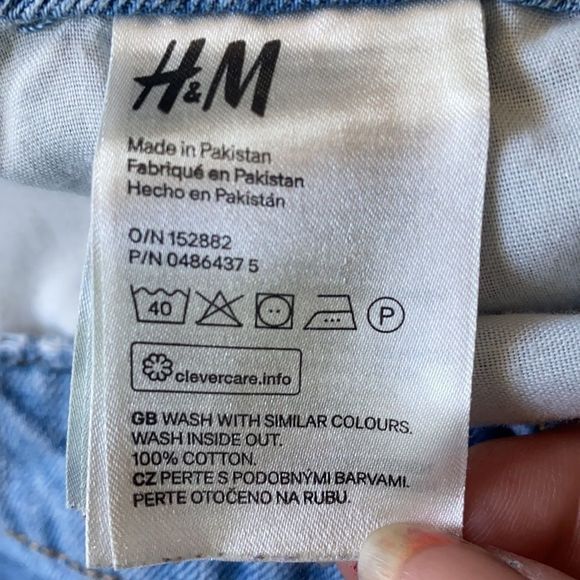 H&M
Made in Pakistan
Fabriqué en Pakistan
Hecho en Pakistán
O/N 152882
P/N 0486437 5
40 P
clevercare.info
GB WASH WITH SIMILAR COLOURS.
WASH INSIDE OUT.
100% COTTON.
CZ PERTE S PODOBNÝMI BARVAMI.
PERTE OTOČENO NA RUBU.